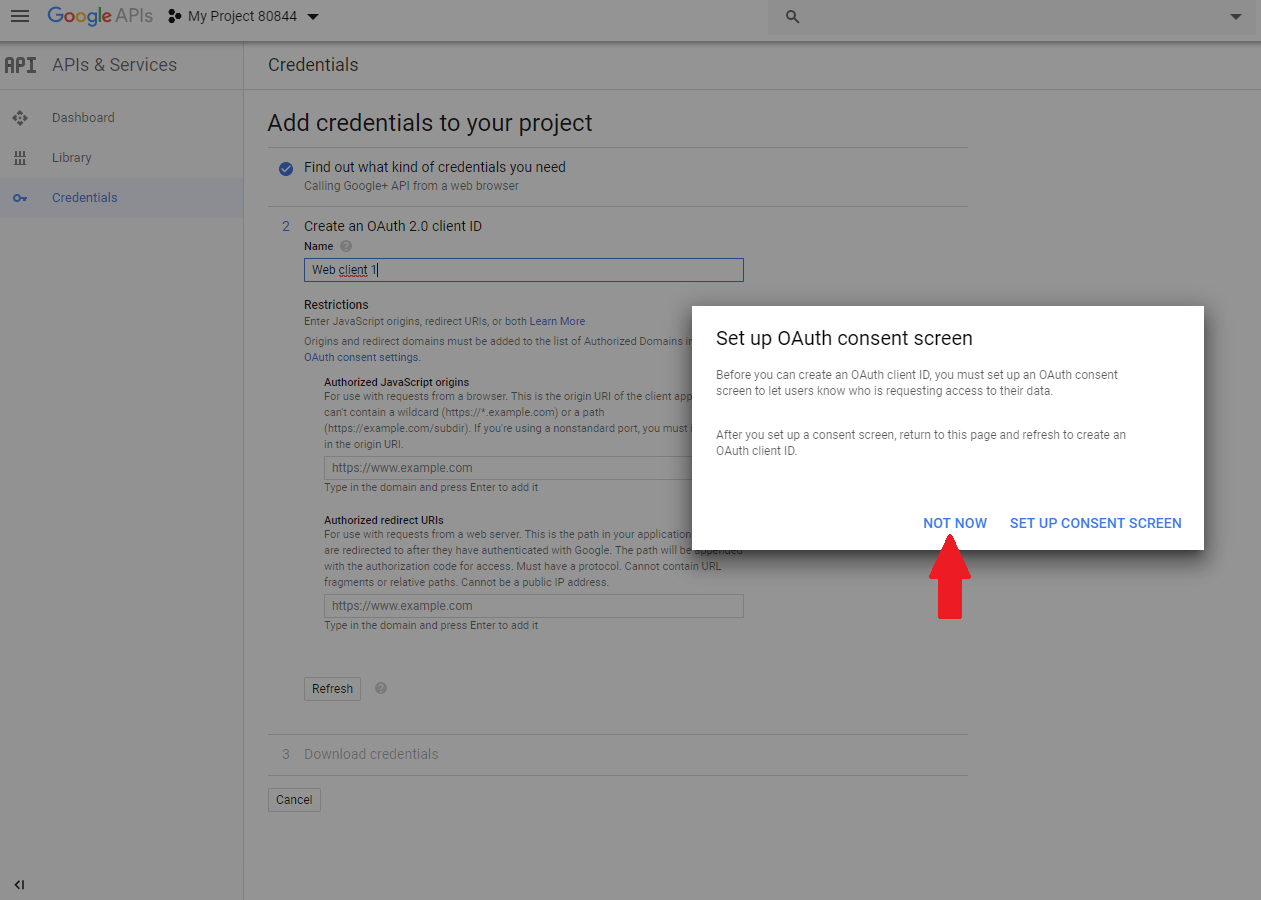 Google APIs
My Project 80844
API
APIs & Services
Credentials
Dashboard
Library
Credentials
Add credentials to your project
Find out what kind of credentials you need
Calling Google+ API from a web browser
2 Create an OAuth 2.0 client ID
Name ?
Web client 1
Restrictions
Enter JavaScript origins, redirect URIs, or both Learn More
Origins and redirect domains must be added to the list of Authorized Domains in
OAuth consent settings.
Authorized JavaScript origins
For use with requests from a browser. This is the origin URI of the client app
can't contain a wildcard (https://*.example.com) or a path
(https://example.com/subdir). If you're using a nonstandard port, you must
in the origin URI.
https://www.example.com
Type in the domain and press Enter to add it
Authorized redirect URIs
For use with requests from a web server. This is the path in your application
are redirected to after they have authenticated with Google. The path will be appended
with the authorization code for access. Must have a protocol. Cannot contain URL
fragments or relative paths. Cannot be a public IP address.
https://www.example.com
Type in the domain and press Enter to add it
Refresh ?
3 Download credentials
Cancel
Set up OAuth consent screen
Before you can create an OAuth client ID, you must set up an OAuth consent
screen to let users know who is requesting access to their data.
After you set up a consent screen, return to this page and refresh to create an
OAuth client ID.
NOT NOW SET UP CONSENT SCREEN